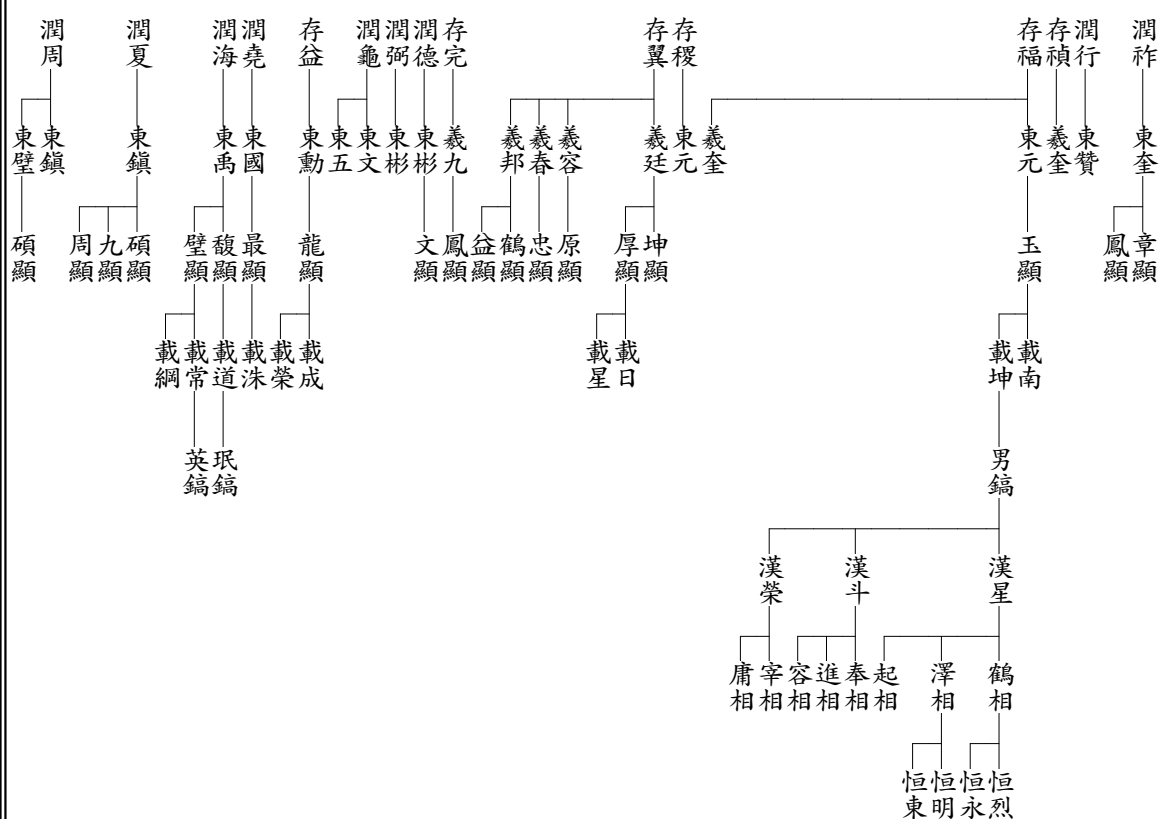 潤祚 潤行 存禎 存福 存稷 存翼 存完 潤德 潤弼 潤龜 存益 潤堯 潤海 潤夏 潤周
東奎 東贊 羲奎 東元 羲奎 東元 羲廷 羲容 羲春 羲邦 羲九 東彬 東彬 東文 東五 東勳 東國 東禹 東鎭 東鎭 東壁
章顯 鳳顯 玉顯 坤顯 厚顯 原顯 忠顯 鶴顯 益顯 鳳顯 文顯 龍顯 最顯 馥顯 壁顯 碩顯 九顯 周顯 碩顯
載南 載坤 載日 載星 載成 載榮 載洙 載道 載常 載綱
男鎬 珉鎬 英鎬
漢星 漢斗 漢榮
鶴相 澤相 起相 奉相 進相 容相 宰相 庸相
恒烈 恒永 恒明 恒東